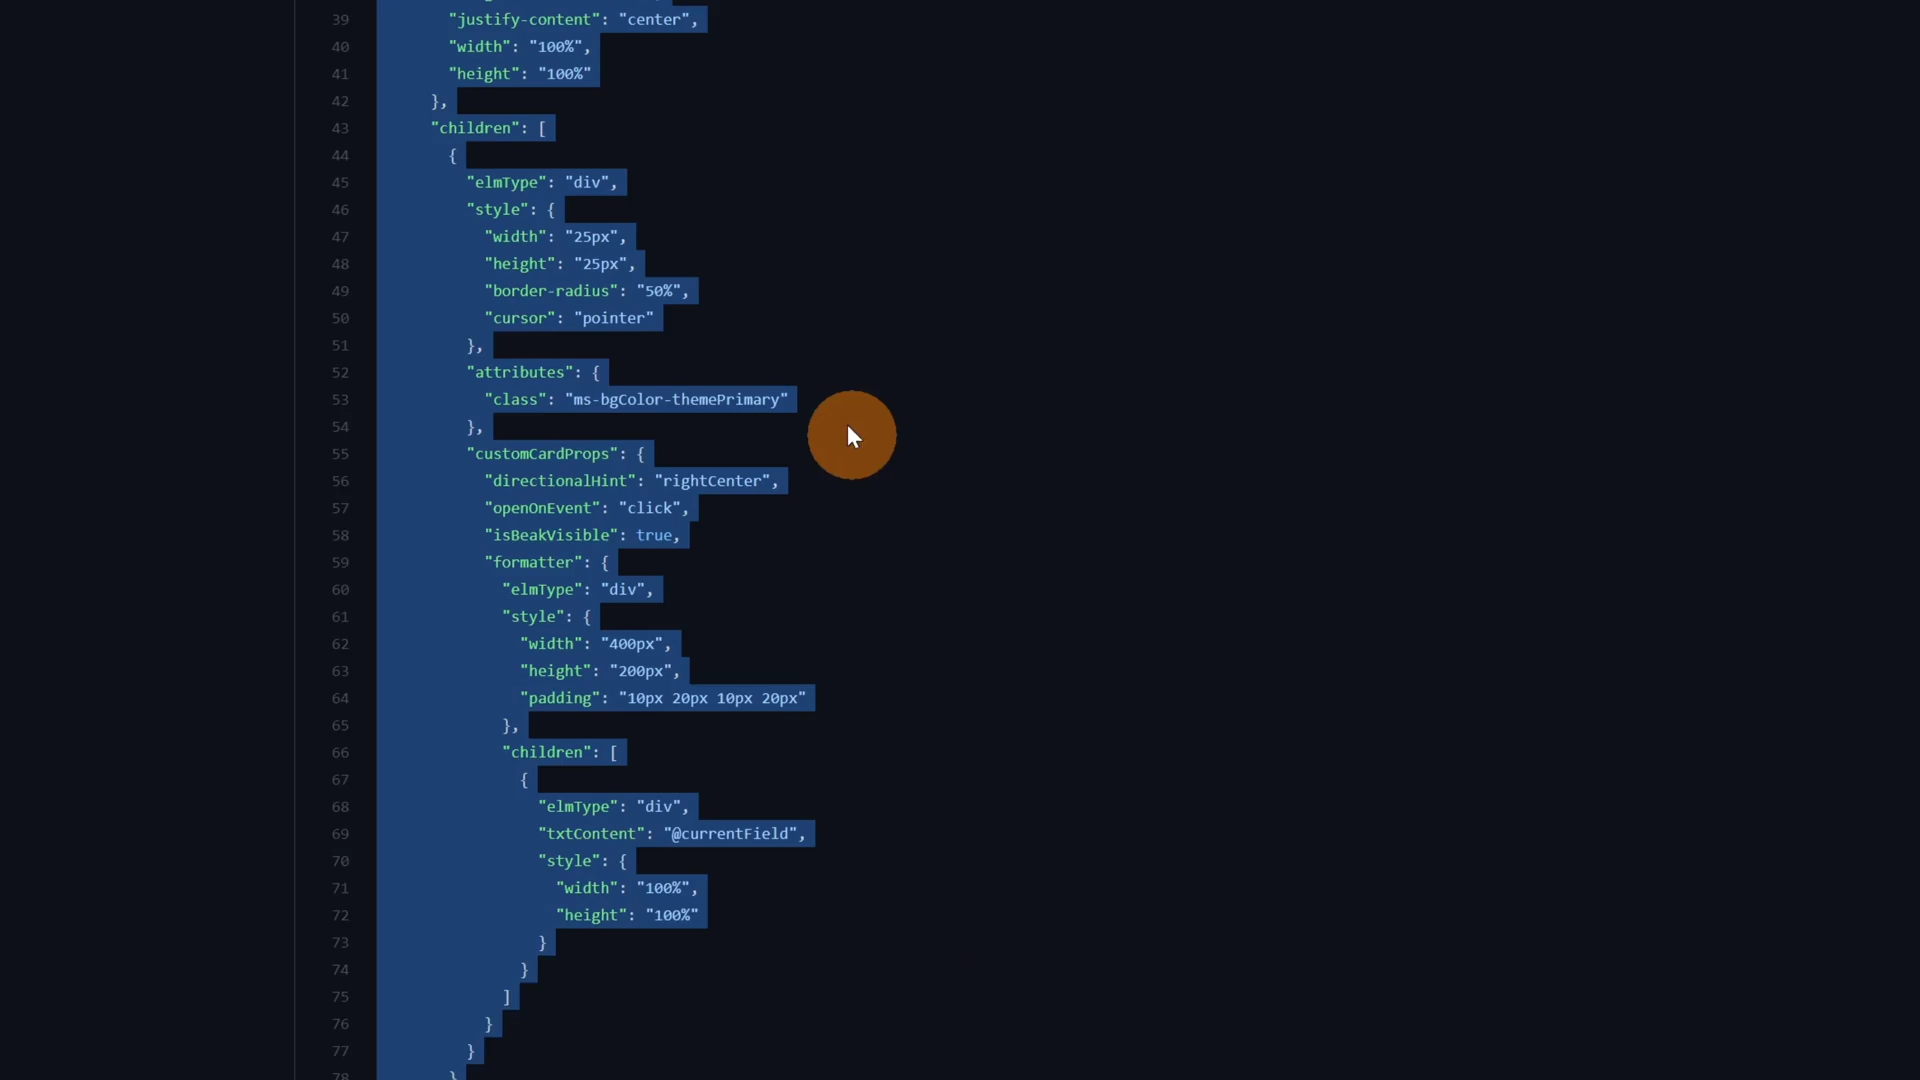 39 "justify-content": "center",
40 "width": "100%",
41 "height": "100%"
42 },
43 "children": [
44 {
45 "elmType": "div",
46 "style": {
47 "width": "25px",
48 "height": "25px",
49 "border-radius": "50%",
50 "cursor": "pointer"
51 },
52 "attributes": {
53 "class": "ms-bgColor-themePrimary"
54 },
55 "customCardProps": {
56 "directionalHint": "rightCenter",
57 "openOnEvent": "click",
58 "isBeakVisible": true,
59 "formatter": {
60 "elmType": "div",
61 "style": {
62 "width": "400px",
63 "height": "200px",
64 "padding": "10px 20px 10px 20px"
65 },
66 "children": [
67 {
68 "elmType": "div",
69 "txtContent": "@currentField",
70 "style": {
71 "width": "100%",
72 "height": "100%"
73 }
74 }
75 ]
76 }
77 }
78 }